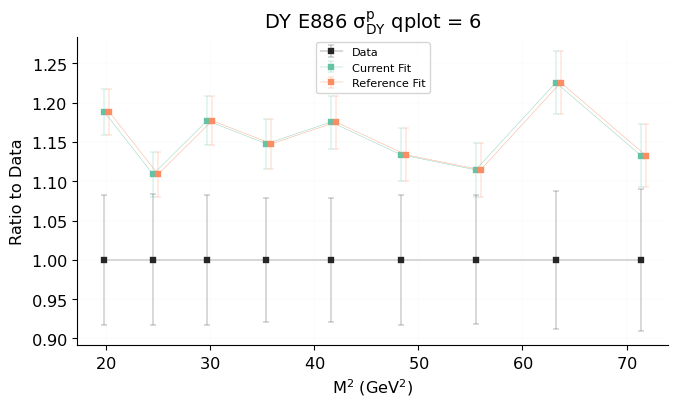 DY E886 σ^p_DY qplot = 6
Data
Current Fit
Reference Fit
Ratio to Data
1.25
1.20
1.15
1.10
1.05
1.00
0.95
0.90
20 30 40 50 60 70
M² (GeV²)